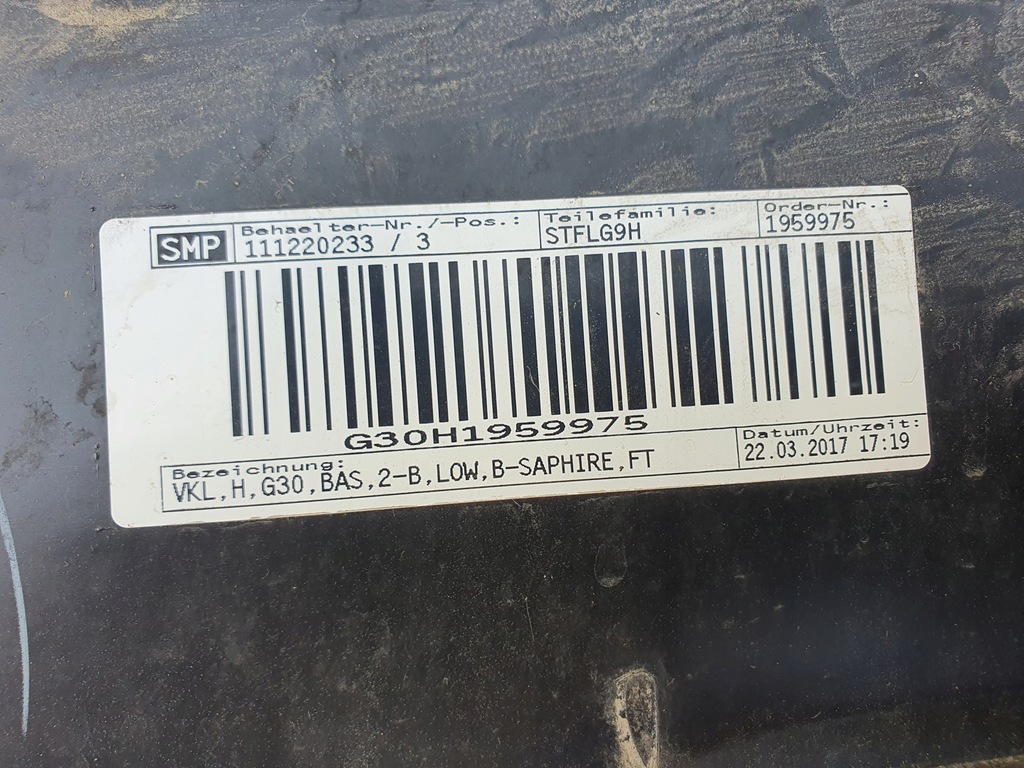 SMP
Behaelter-Nr./-Pos.:
111220233 / 3
Teilefamilie:
STFLG9H
Order-Nr.:
1959975
G30H1959975
Bezeichnung:
VKL,H,G30,BAS,2-B,LOW,B-SAPHIRE,FT
Datum/Uhrzeit:
22.03.2017 17:19